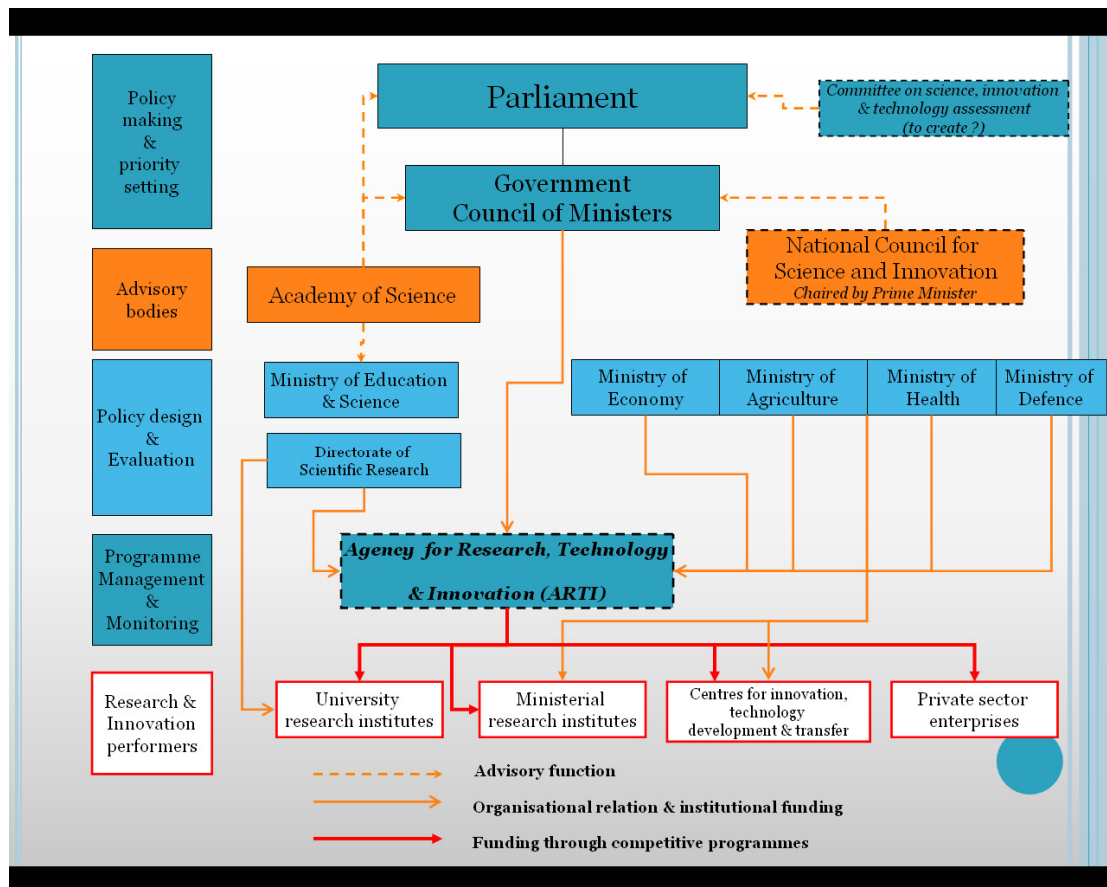 Policy
making
&
priority
setting
Parliament
Committee on science, innovation
& technology assessment
(to create ?)
Government
Council of Ministers
National Council for
Science and Innovation
Chaired by Prime Minister
Advisory
bodies
Academy of Science
Policy design
&
Evaluation
Ministry of Education
& Science
Ministry of
Economy
Ministry of
Agriculture
Ministry of
Health
Ministry of
Defence
Directorate of
Scientific Research
Programme
Management
&
Monitoring
Agency for Research, Technology
& Innovation (ARTI)
Research &
Innovation
performers
University
research institutes
Ministerial
research institutes
Centres for innovation,
technology
development & transfer
Private sector
enterprises
Advisory function
Organisational relation & institutional funding
Funding through competitive programmes